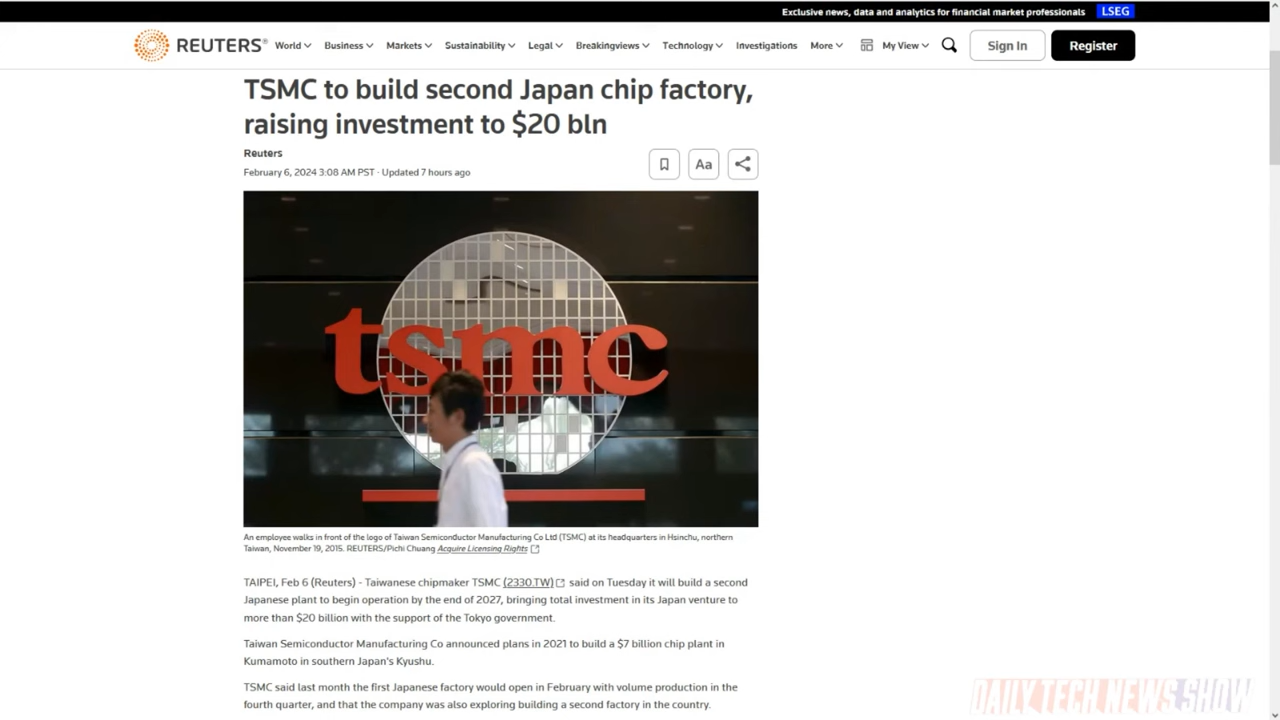 Exclusive news, data and analytics for financial market professionals LSEG
REUTERS® World Business Markets Sustainability Legal Breakingviews Technology Investigations More My View Sign In Register
TSMC to build second Japan chip factory,
raising investment to $20 bln
Reuters
February 6, 2024 3:08 AM PST · Updated 7 hours ago
Aa
tsmc
An employee walks in front of the logo of Taiwan Semiconductor Manufacturing Co Ltd (TSMC) at its headquarters in Hsinchu, northern
Taiwan, November 19, 2015. REUTERS/Pichi Chuang Acquire Licensing Rights
TAIPEI, Feb 6 (Reuters) - Taiwanese chipmaker TSMC (2330.TW) said on Tuesday it will build a second
Japanese plant to begin operation by the end of 2027, bringing total investment in its Japan venture to
more than $20 billion with the support of the Tokyo government.
Taiwan Semiconductor Manufacturing Co announced plans in 2021 to build a $7 billion chip plant in
Kumamoto in southern Japan's Kyushu.
TSMC said last month the first Japanese factory would open in February with volume production in the
fourth quarter, and that the company was also exploring building a second factory in the country.
DAILY TECH NEWS SHOW